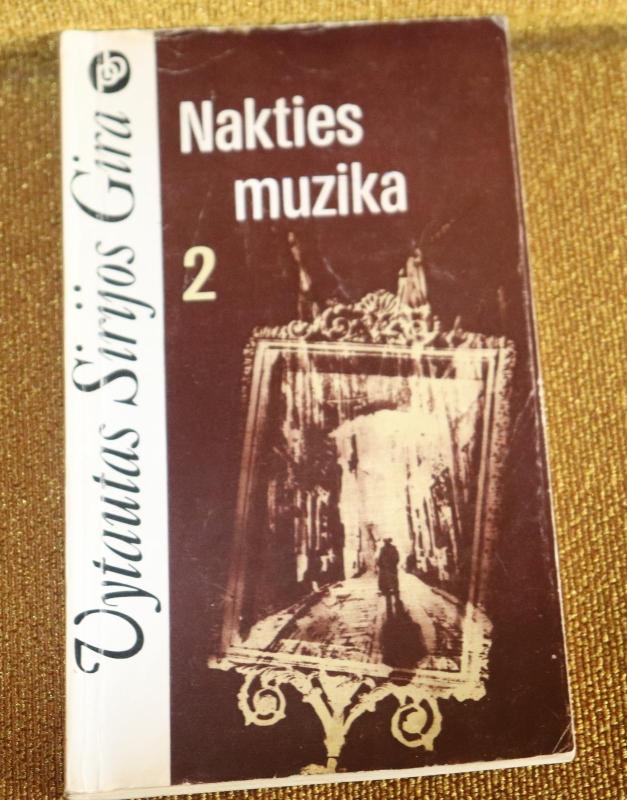 Vytautas Sirijos Gira
Nakties
muzika
2